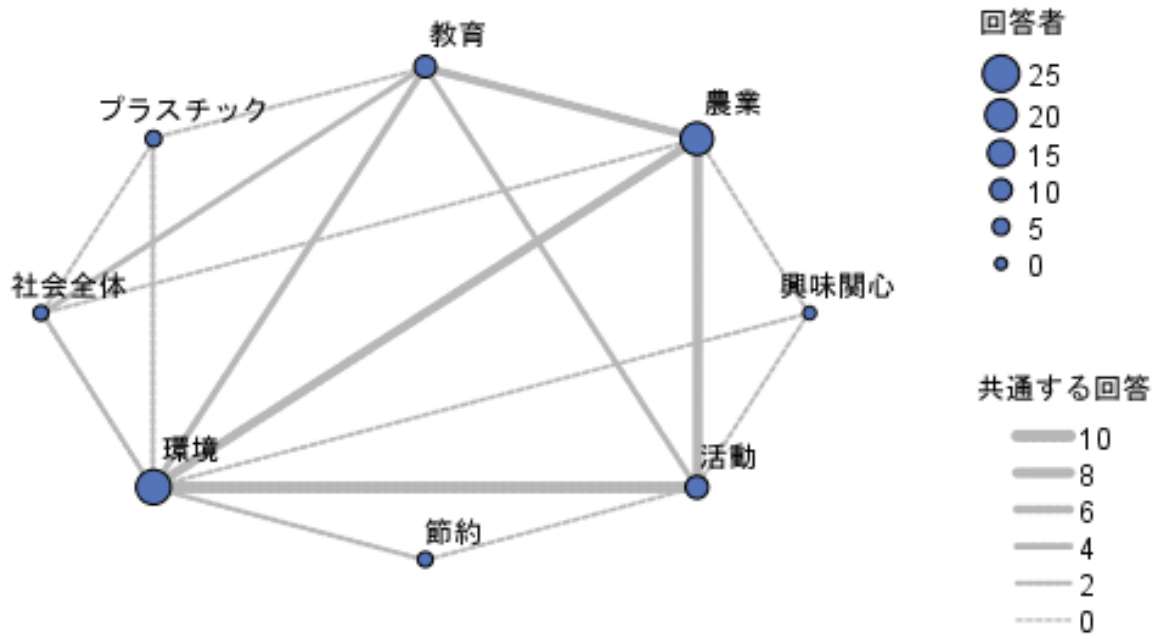 教育
農業
プラスチック
社会全体
興味関心
環境
活動
節約
回答者
25
20
15
10
5
0
共通する回答
10
8
6
4
2
0